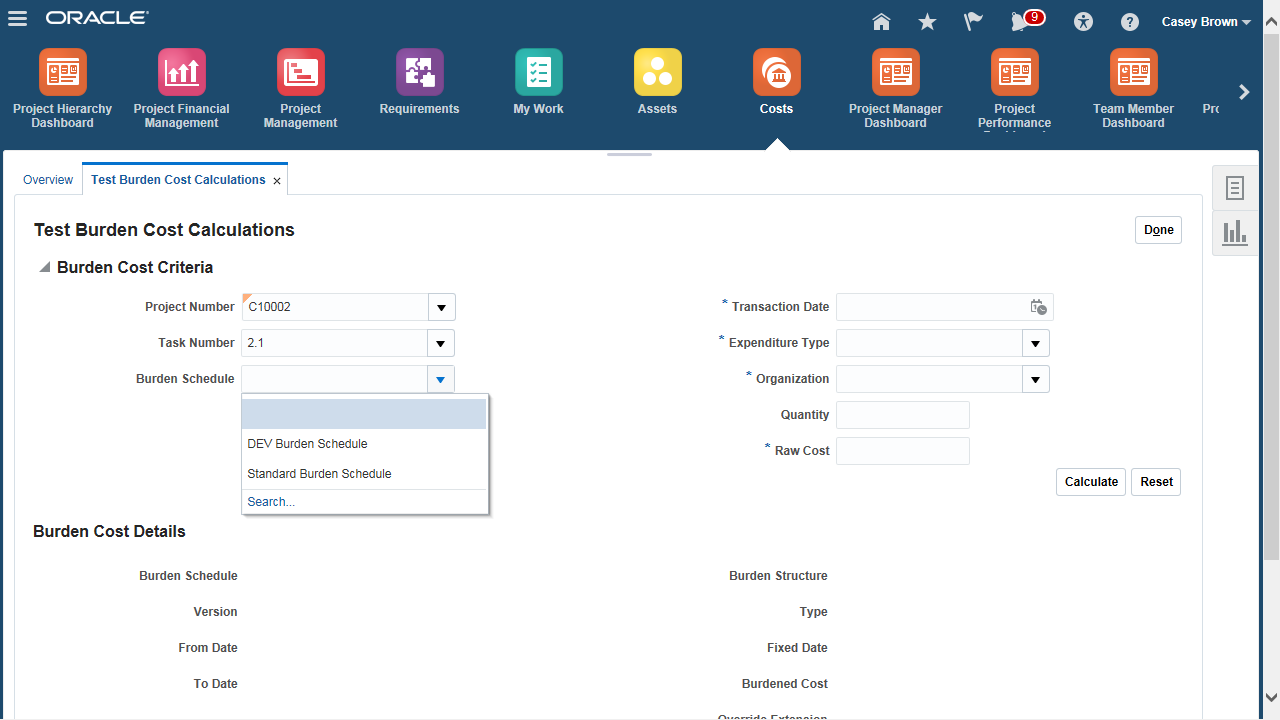 ORACLE
9
Casey Brown
Project Hierarchy
Dashboard
Project Financial
Management
Project
Management
Requirements
My Work
Assets
Costs
Project Manager
Dashboard
Project
Performance
Team Member
Dashboard
Overview
Test Burden Cost Calculations
Test Burden Cost Calculations
Done
Burden Cost Criteria
Project Number
C10002
Task Number
2.1
Burden Schedule
DEV Burden Schedule
Standard Burden Schedule
Search...
* Transaction Date
* Expenditure Type
* Organization
Quantity
* Raw Cost
Calculate
Reset
Burden Cost Details
Burden Schedule
Burden Structure
Version
Type
From Date
Fixed Date
To Date
Burdened Cost
Override Extension